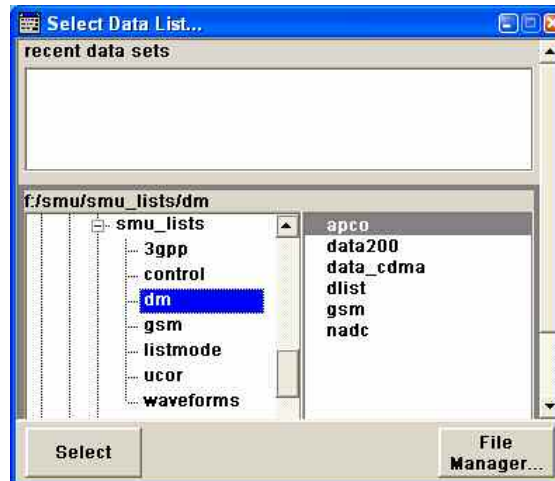 Select Data List...
recent data sets
f:/smu/smu_lists/dm
smu_lists
3gpp
control
dm
gsm
listmode
ucor
waveforms
apco
data200
data_cdma
dlist
gsm
nadc
Select
File
Manager...